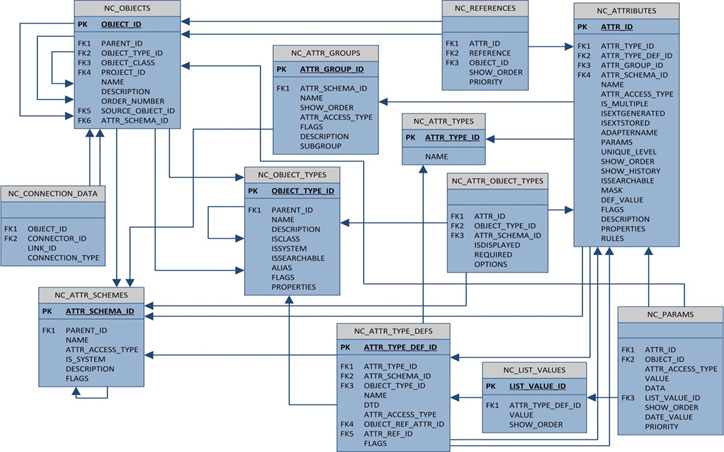 NC_OBJECTS
PK OBJECT_ID
FK1 PARENT_ID
FK2 OBJECT_TYPE_ID
FK3 OBJECT_CLASS
FK4 PROJECT_ID
NAME
DESCRIPTION
ORDER_NUMBER
FK5 SOURCE_OBJECT_ID
FK6 ATTR_SCHEMA_ID
NC_REFERENCES
FK1 ATTR_ID
FK2 REFERENCE
FK3 OBJECT_ID
SHOW_ORDER
PRIORITY
NC_ATTRIBUTES
PK ATTR_ID
FK1 ATTR_TYPE_ID
FK2 ATTR_TYPE_DEF_ID
FK3 ATTR_GROUP_ID
FK4 ATTR_SCHEMA_ID
NAME
ATTR_ACCESS_TYPE
IS_MULTIPLE
ISEXTGENERATED
ISEXTSTORED
ADAPTERNAME
PARAMS
UNIQUE_LEVEL
SHOW_ORDER
SHOW_HISTORY
ISSEARCHABLE
MASK
DEF_VALUE
FLAGS
DESCRIPTION
PROPERTIES
RULES
NC_ATTR_GROUPS
PK ATTR_GROUP_ID
FK1 ATTR_SCHEMA_ID
NAME
SHOW_ORDER
ATTR_ACCESS_TYPE
FLAGS
DESCRIPTION
SUBGROUP
NC_ATTR_TYPES
PK ATTR_TYPE_ID
NAME
NC_OBJECT_TYPES
PK OBJECT_TYPE_ID
FK1 PARENT_ID
NAME
DESCRIPTION
ISCLASS
ISSYSTEM
ISSEARCHABLE
ALIAS
FLAGS
PROPERTIES
NC_ATTR_OBJECT_TYPES
FK1 ATTR_ID
FK2 OBJECT_TYPE_ID
FK3 ATTR_SCHEMA_ID
ISDISPLAYED
REQUIRED
OPTIONS
NC_CONNECTION_DATA
FK1 OBJECT_ID
FK2 CONNECTOR_ID
LINK_ID
CONNECTION_TYPE
NC_ATTR_SCHEMES
PK ATTR_SCHEMA_ID
FK1 PARENT_ID
NAME
ATTR_ACCESS_TYPE
IS_SYSTEM
DESCRIPTION
FLAGS
NC_ATTR_TYPE_DEFS
PK ATTR_TYPE_DEF_ID
FK1 ATTR_TYPE_ID
FK2 ATTR_SCHEMA_ID
FK3 OBJECT_TYPE_ID
NAME
DTD
ATTR_ACCESS_TYPE
FK4 OBJECT_REF_ATTR_ID
FK5 ATTR_REF_ID
FLAGS
NC_LIST_VALUES
PK LIST_VALUE_ID
FK1 ATTR_TYPE_DEF_ID
VALUE
SHOW_ORDER
NC_PARAMS
FK1 ATTR_ID
FK2 OBJECT_ID
ATTR_ACCESS_TYPE
VALUE
DATA
FK3 LIST_VALUE_ID
SHOW_ORDER
DATE_VALUE
PRIORITY